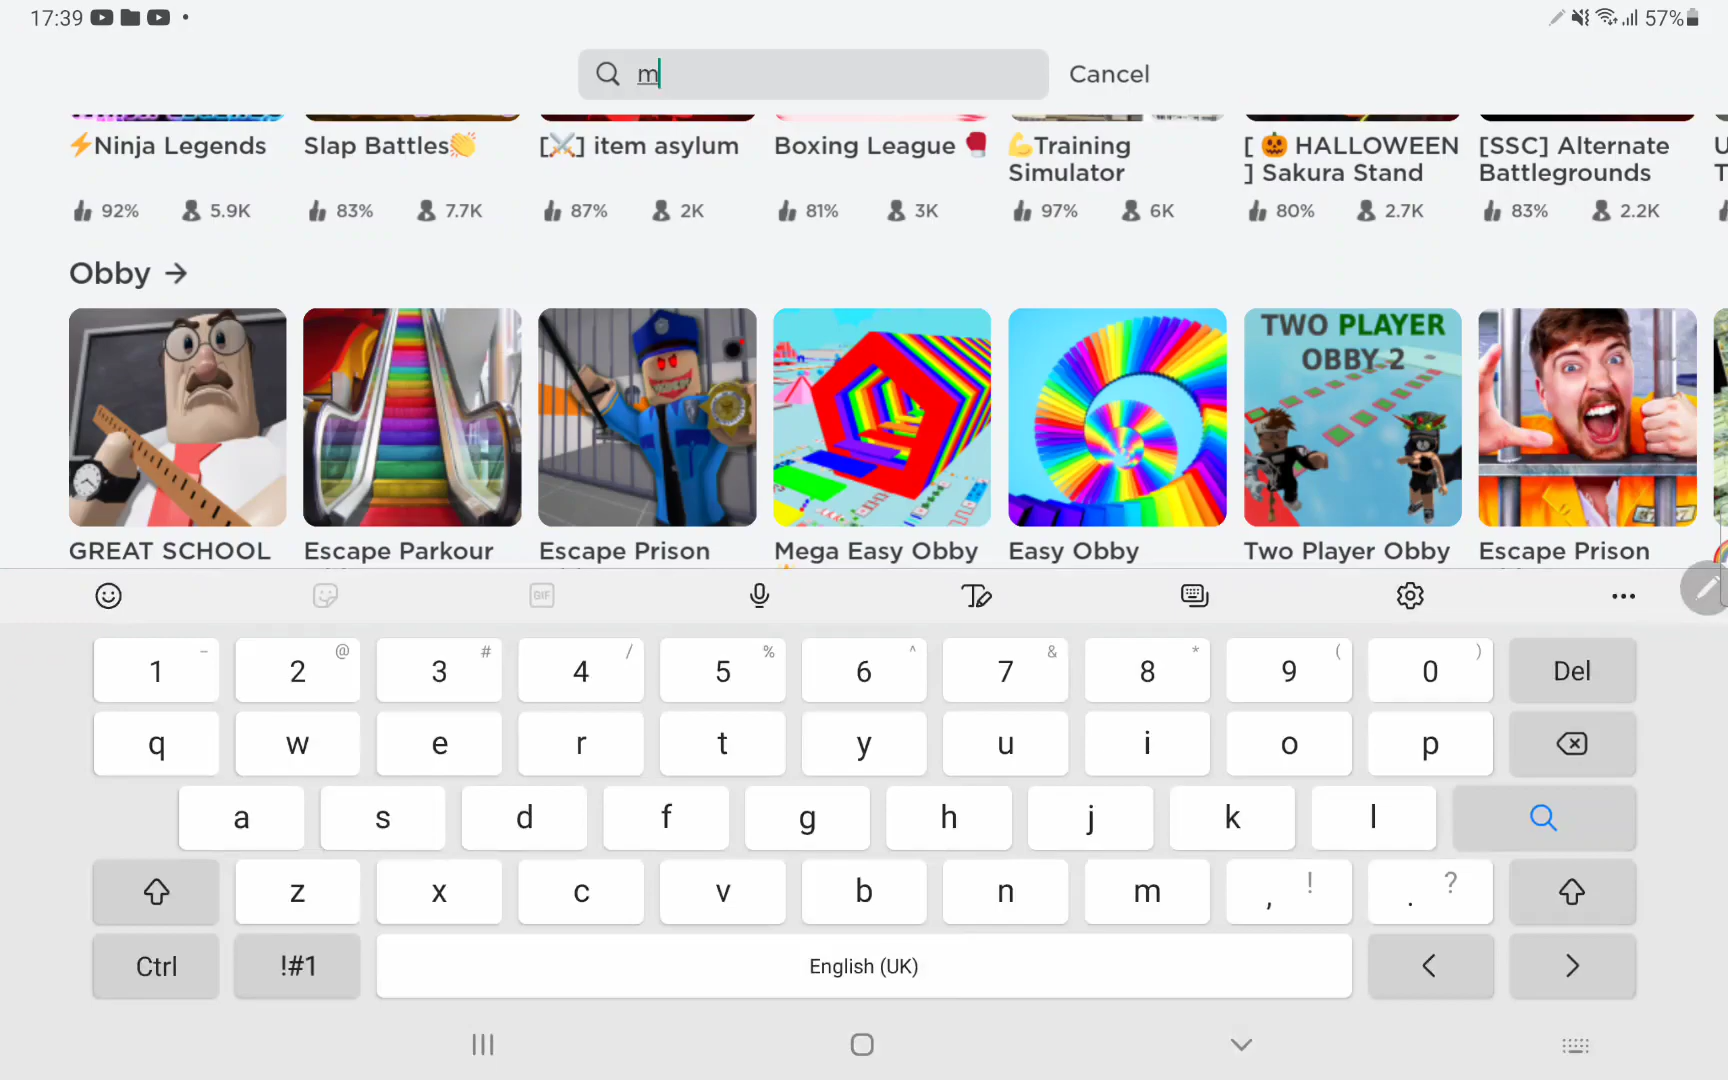 17:39
57%
m
Cancel
⚡Ninja Legends
Slap Battles👏
[⚔️] item asylum
Boxing League 🥊
💪Training
Simulator
[ 🎃 HALLOWEEN
] Sakura Stand
[SSC] Alternate
Battlegrounds
92% 5.9K
83% 7.7K
87% 2K
81% 3K
97% 6K
80% 2.7K
83% 2.2K
Obby →
TWO PLAYER
OBBY 2
GREAT SCHOOL
Escape Parkour
Escape Prison
Mega Easy Obby
Easy Obby
Two Player Obby
Escape Prison
GIF
1 - 2 @ 3 # 4 / 5 % 6 ^ 7 & 8 * 9 ( 0 ) Del
q w e r t y u i o p
a s d f g h j k l
z x c v b n m , ! . ?
Ctrl !#1 English (UK) < >